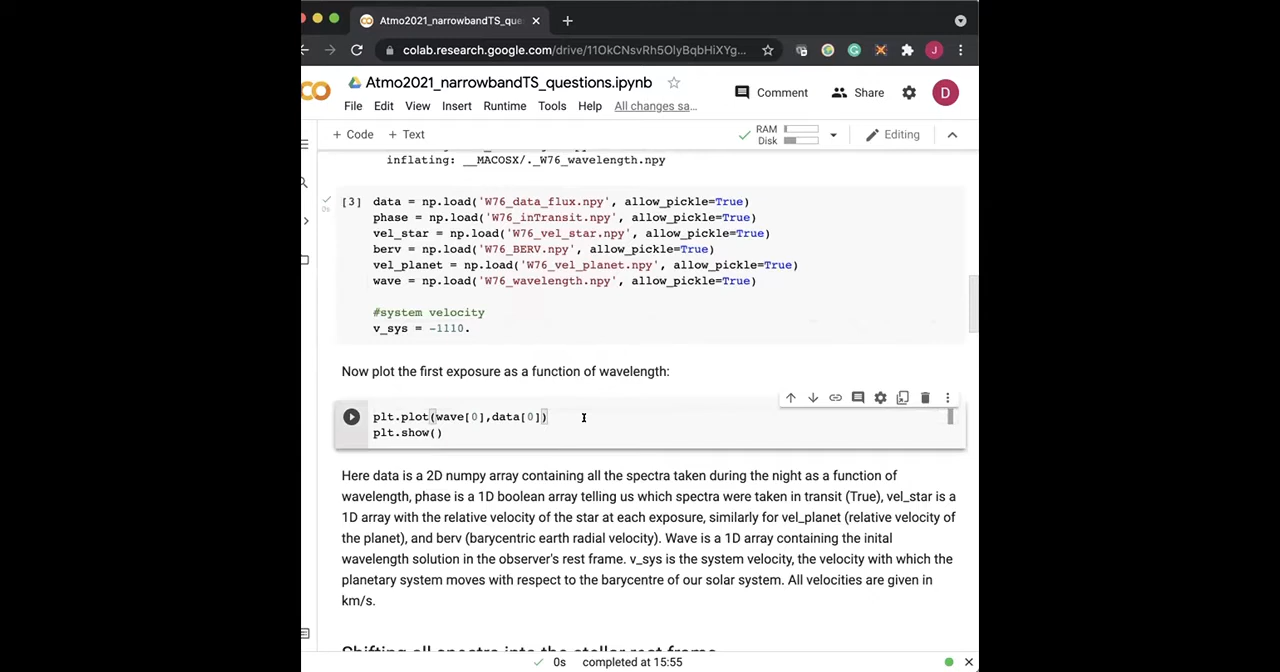 Atmo2021_narrowbandTS_que
colab.research.google.com/drive/11OkCNsvRh5OlyBqbHiXYg...
J
Atmo2021_narrowbandTS_questions.ipynb
Comment
Share
D
File Edit View Insert Runtime Tools Help All changes sa...
+ Code + Text
RAM
Disk
Editing
inflating: __MACOSX/._W76_wavelength.npy
[3] data = np.load('W76_data_flux.npy', allow_pickle=True)
0s phase = np.load('W76_inTransit.npy', allow_pickle=True)
vel_star = np.load('W76_vel_star.npy', allow_pickle=True)
berv = np.load('W76_BERV.npy', allow_pickle=True)
vel_planet = np.load('W76_vel_planet.npy', allow_pickle=True)
wave = np.load('W76_wavelength.npy', allow_pickle=True)
#system velocity
v_sys = -1110.
Now plot the first exposure as a function of wavelength:
plt.plot(wave[0],data[0])
plt.show()
Here data is a 2D numpy array containing all the spectra taken during the night as a function of
wavelength, phase is a 1D boolean array telling us which spectra were taken in transit (True), vel_star is a
1D array with the relative velocity of the star at each exposure, similarly for vel_planet (relative velocity of
the planet), and berv (barycentric earth radial velocity). Wave is a 1D array containing the inital
wavelength solution in the observer's rest frame. v_sys is the system velocity, the velocity with which the
planetary system moves with respect to the barycentre of our solar system. All velocities are given in
km/s.
Shifting all spectra into the stellar rest frame
0s completed at 15:55